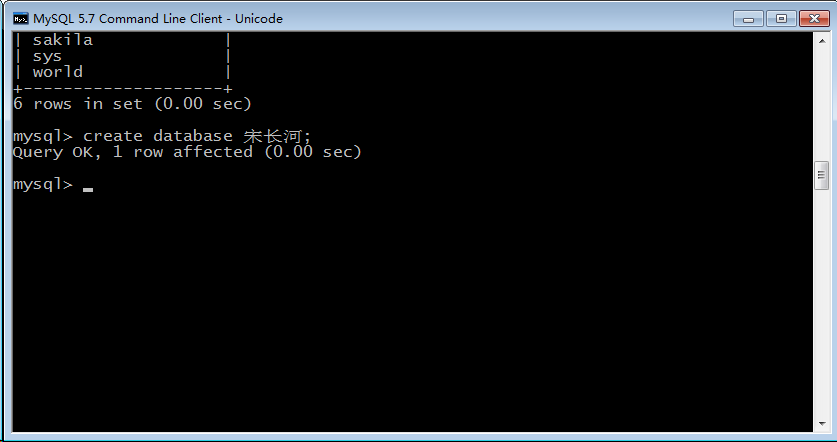 MySQL 5.7 Command Line Client - Unicode
| sakila             |
| sys                |
| world              |
+--------------------+
6 rows in set (0.00 sec)
mysql> create database 宋长河;
Query OK, 1 row affected (0.00 sec)
mysql> _